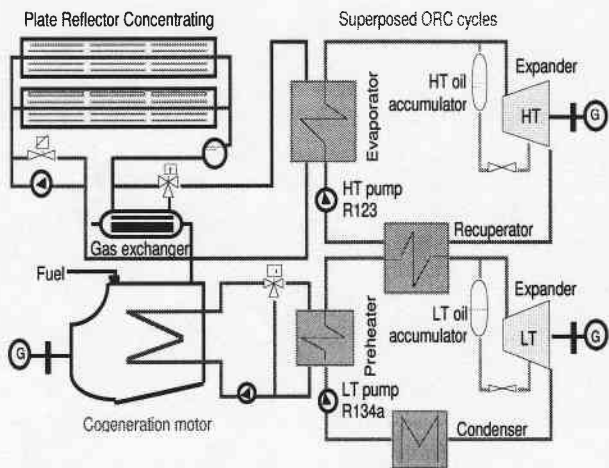 Plate Reflector Concentrating
Superposed ORC cycles
Evaporator
HT oil
accumulator
Expander
HT
G
HT pump
R123
Gas exchanger
Recuperator
Fuel
Preheater
LT oil
accumulator
Expander
LT
G
G
LT pump
R134a
Cogeneration motor
Condenser